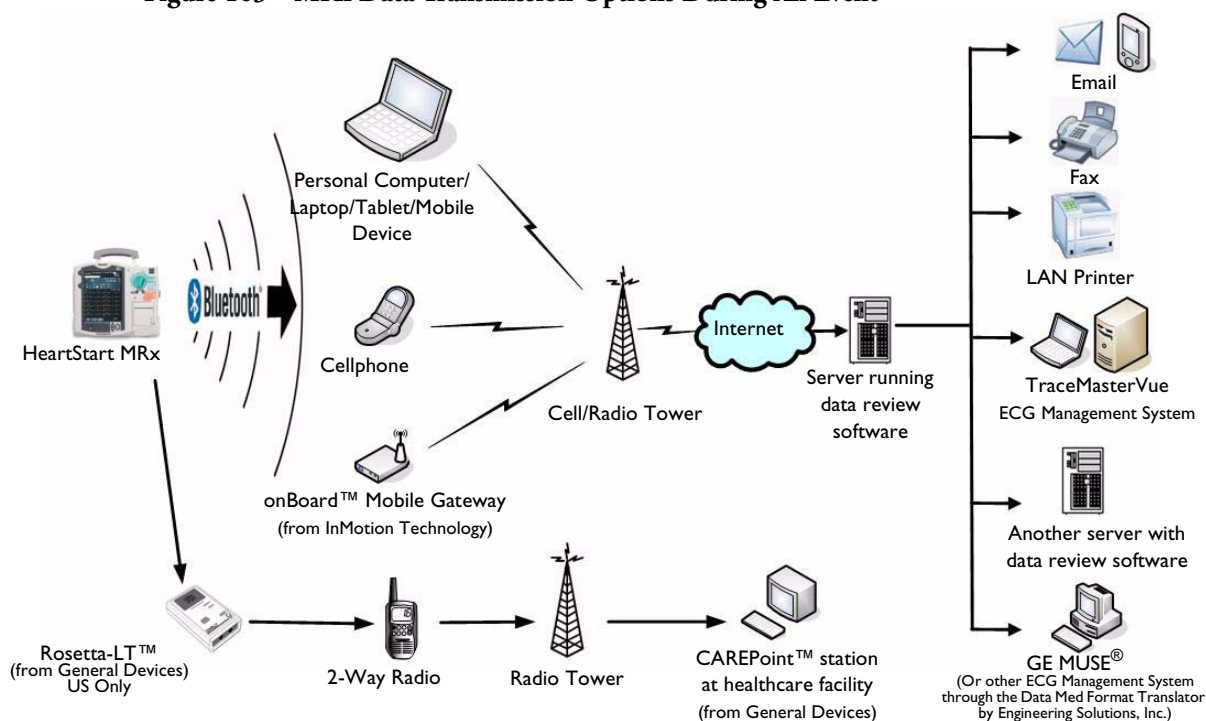 Figure MRx Data Transmission Options During An Event
Email
Fax
LAN Printer
TraceMasterVue
ECG Management System
Another server with
data review software
GE MUSE®
(Or other ECG Management System
through the Data Med Format Translator
by Engineering Solutions, Inc.)
Personal Computer/
Laptop/Tablet/Mobile
Device
Bluetooth®
HeartStart MRx
Cellphone
Cell/Radio Tower
Internet
Server running
data review
software
onBoard™ Mobile Gateway
(from InMotion Technology)
Rosetta-LT™
(from General Devices)
US Only
2-Way Radio
Radio Tower
CAREPoint™ station
at healthcare facility
(from General Devices)